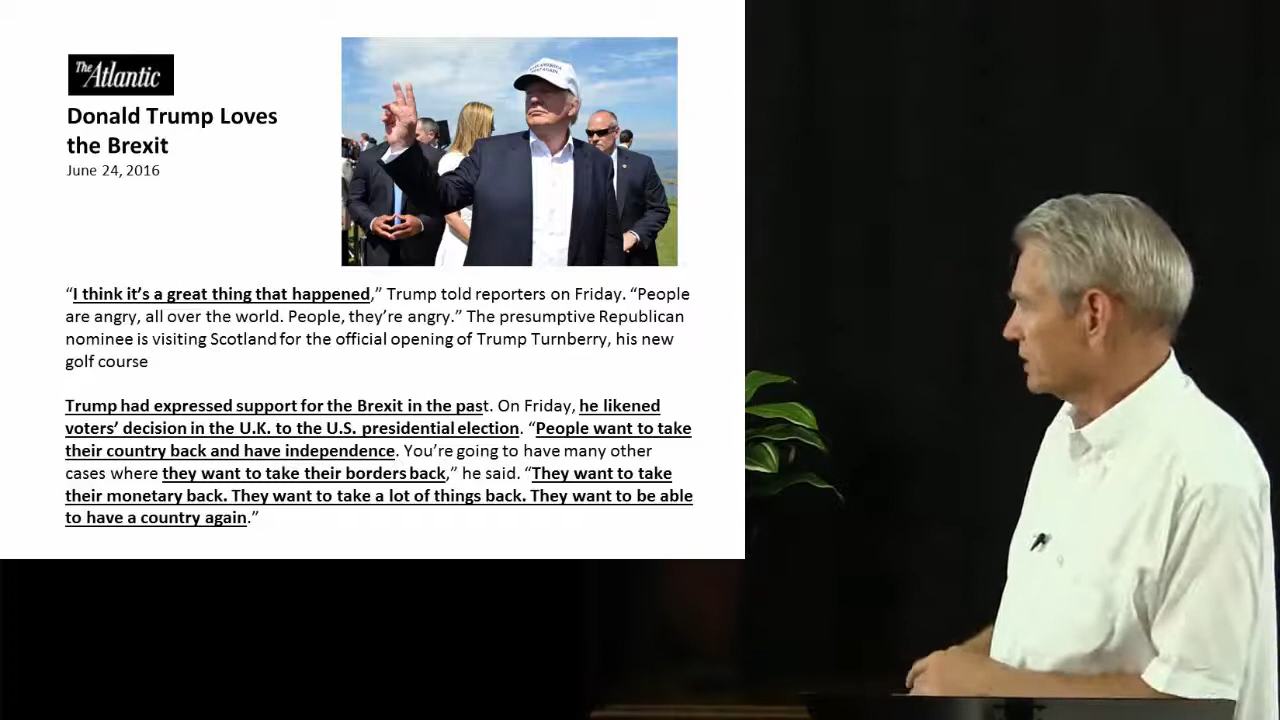 The Atlantic
Donald Trump Loves
the Brexit
June 24, 2016
MAKE AMERICA
GREAT AGAIN
“I think it’s a great thing that happened,” Trump told reporters on Friday. “People
are angry, all over the world. People, they’re angry.” The presumptive Republican
nominee is visiting Scotland for the official opening of Trump Turnberry, his new
golf course
Trump had expressed support for the Brexit in the past. On Friday, he likened
voters’ decision in the U.K. to the U.S. presidential election. “People want to take
their country back and have independence. You’re going to have many other
cases where they want to take their borders back,” he said. “They want to take
their monetary back. They want to take a lot of things back. They want to be able
to have a country again.”